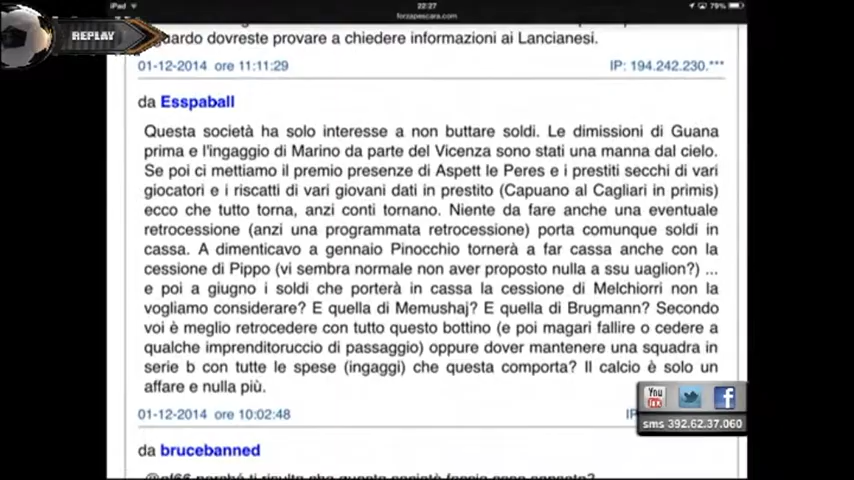 iPad
22:27
79%
forzapescara.com
REPLAY
guardo dovreste provare a chiedere informazioni ai Lancianesi.
01-12-2014 ore 11:11:29
IP: 194.242.230.***
da Esspaball
Questa società ha solo interesse a non buttare soldi. Le dimissioni di Guana
prima e l'ingaggio di Marino da parte del Vicenza sono stati una manna dal cielo.
Se poi ci mettiamo il premio presenze di Aspett le Peres e i prestiti secchi di vari
giocatori e i riscatti di vari giovani dati in prestito (Capuano al Cagliari in primis)
ecco che tutto torna, anzi conti tornano. Niente da fare anche una eventuale
retrocessione (anzi una programmata retrocessione) porta comunque soldi in
cassa. A dimenticavo a gennaio Pinocchio tornerà a far cassa anche con la
cessione di Pippo (vi sembra normale non aver proposto nulla a ssu uaglion?) ...
e poi a giugno i soldi che porterà in cassa la cessione di Melchiorri non la
vogliamo considerare? E quella di Memushaj? E quella di Brugmann? Secondo
voi è meglio retrocedere con tutto questo bottino (e poi magari fallire o cedere a
qualche imprenditoruccio di passaggio) oppure dover mantenere una squadra in
serie b con tutte le spese (ingaggi) che questa comporta? Il calcio è solo un
affare e nulla più.
01-12-2014 ore 10:02:48
IP
You
f
sms 392.62.37.060
da brucebanned